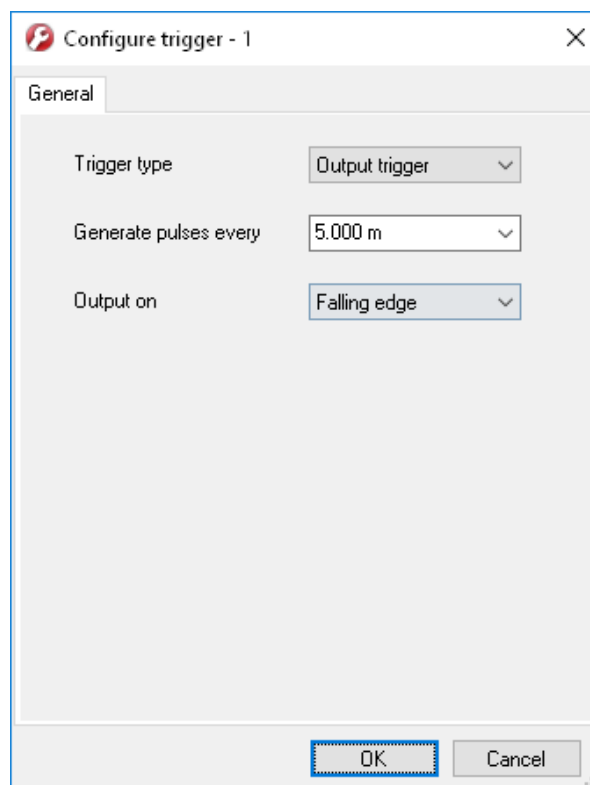 Configure trigger - 1
General
Trigger type Output trigger
Generate pulses every 5.000 m
Output on Falling edge
OK Cancel